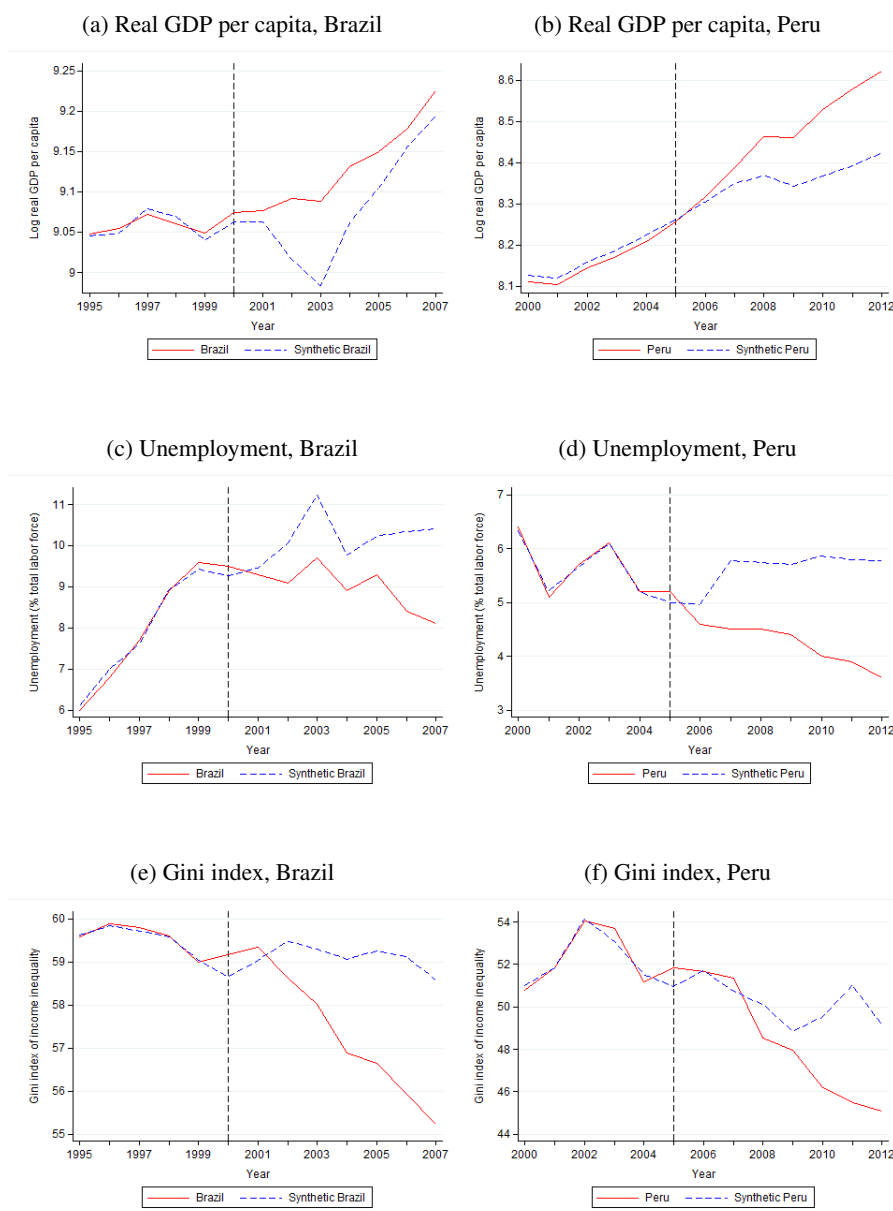 (a) Real GDP per capita, Brazil
(b) Real GDP per capita, Peru
9.25
9.2
9.15
9.1
9.05
9
Log real GDP per capita
1995 1997 1999 2001 2003 2005 2007
Year
Brazil Synthetic Brazil
8.6
8.5
8.4
8.3
8.2
8.1
Log real GDP per capita
2000 2002 2004 2006 2008 2010 2012
Year
Peru Synthetic Peru
(c) Unemployment, Brazil
(d) Unemployment, Peru
11
10
9
8
7
6
Unemployment (% total labor force)
1995 1997 1999 2001 2003 2005 2007
Year
Brazil Synthetic Brazil
7
6
5
4
3
Unemployment (% total labor force)
2000 2002 2004 2006 2008 2010 2012
Year
Peru Synthetic Peru
(e) Gini index, Brazil
(f) Gini index, Peru
60
59
58
57
56
55
Gini index of income inequality
1995 1997 1999 2001 2003 2005 2007
Year
Brazil Synthetic Brazil
54
52
50
48
46
44
Gini index of income inequality
2000 2002 2004 2006 2008 2010 2012
Year
Peru Synthetic Peru